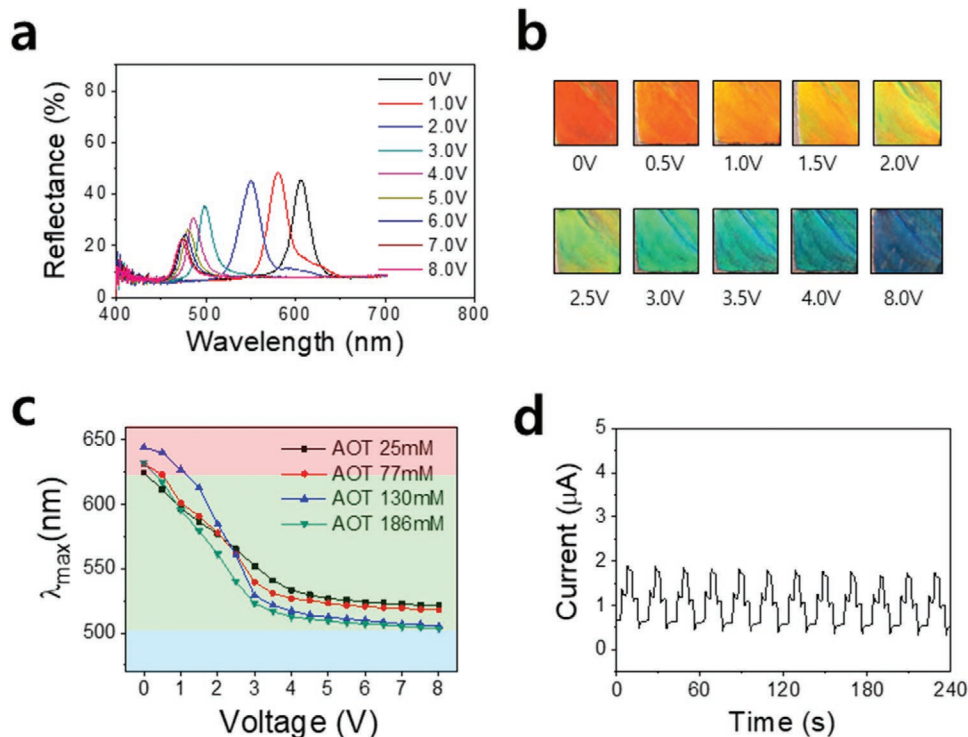 a
Reflectance (%)
80
60
40
20
0
400 500 600 700 800
Wavelength (nm)
0V
1.0V
2.0V
3.0V
4.0V
5.0V
6.0V
7.0V
8.0V
b
0V 0.5V 1.0V 1.5V 2.0V
2.5V 3.0V 3.5V 4.0V 8.0V
c
λmax(nm)
650
600
550
500
0 1 2 3 4 5 6 7 8
Voltage (V)
AOT 25mM
AOT 77mM
AOT 130mM
AOT 186mM
d
Current (μA)
5
4
3
2
1
0
0 60 120 180 240
Time (s)